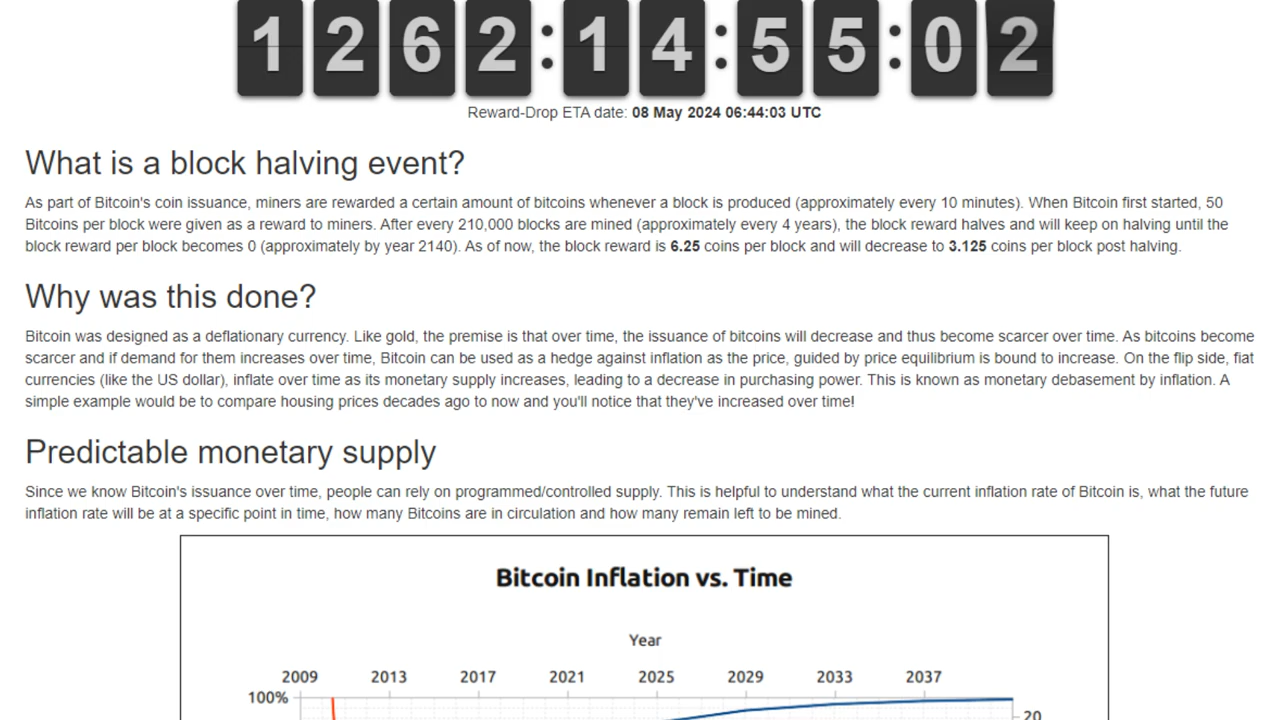 1262:14:55:02
Reward-Drop ETA date: 08 May 2024 06:44:03 UTC
What is a block halving event?
As part of Bitcoin's coin issuance, miners are rewarded a certain amount of bitcoins whenever a block is produced (approximately every 10 minutes). When Bitcoin first started, 50
Bitcoins per block were given as a reward to miners. After every 210,000 blocks are mined (approximately every 4 years), the block reward halves and will keep on halving until the
block reward per block becomes 0 (approximately by year 2140). As of now, the block reward is 6.25 coins per block and will decrease to 3.125 coins per block post halving.
Why was this done?
Bitcoin was designed as a deflationary currency. Like gold, the premise is that over time, the issuance of bitcoins will decrease and thus become scarcer over time. As bitcoins become
scarcer and if demand for them increases over time, Bitcoin can be used as a hedge against inflation as the price, guided by price equilibrium is bound to increase. On the flip side, fiat
currencies (like the US dollar), inflate over time as its monetary supply increases, leading to a decrease in purchasing power. This is known as monetary debasement by inflation. A
simple example would be to compare housing prices decades ago to now and you'll notice that they've increased over time!
Predictable monetary supply
Since we know Bitcoin's issuance over time, people can rely on programmed/controlled supply. This is helpful to understand what the current inflation rate of Bitcoin is, what the future
inflation rate will be at a specific point in time, how many Bitcoins are in circulation and how many remain left to be mined.
Bitcoin Inflation vs. Time
Year
2009 2013 2017 2021 2025 2029 2033 2037
100%
20